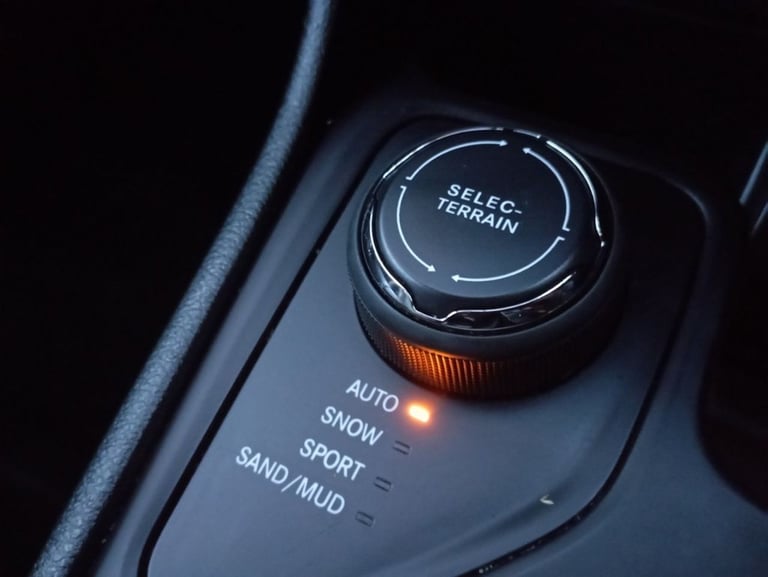 SELEC-
TERRAIN
AUTO
SNOW
SPORT
SAND/MUD